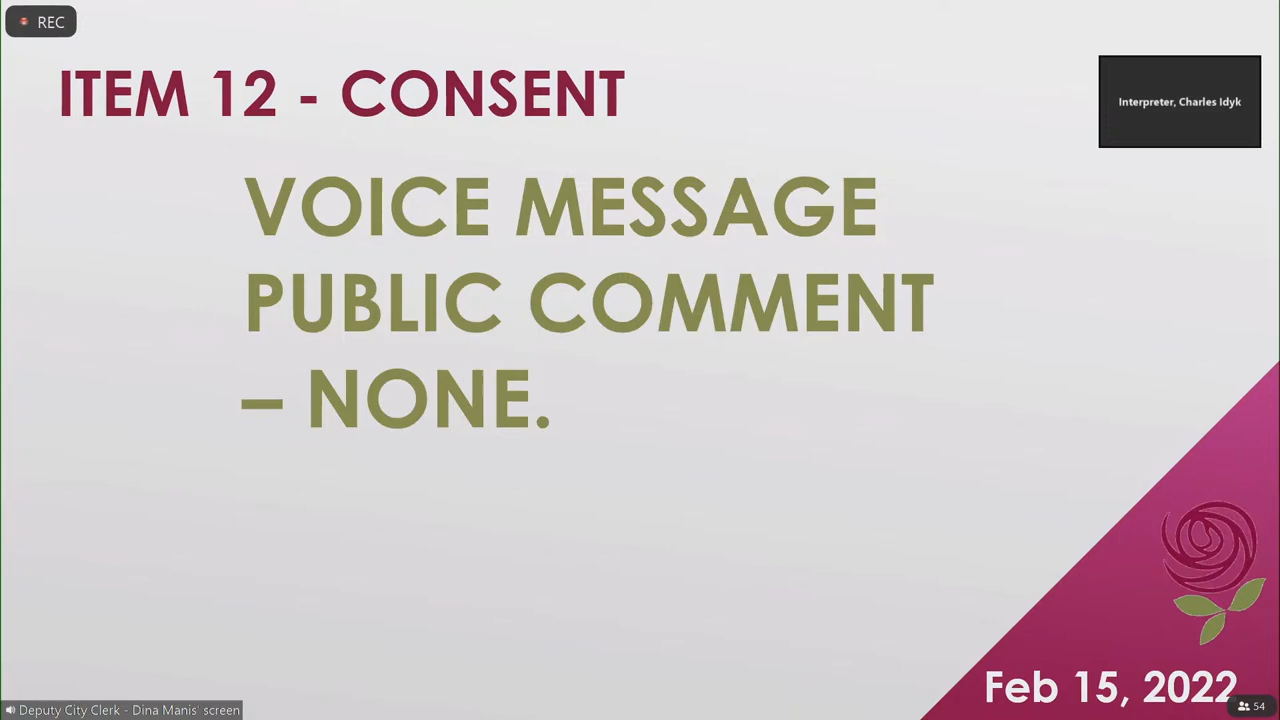 REC
ITEM 12 - CONSENT
Interpreter, Charles Idyk
VOICE MESSAGE
PUBLIC COMMENT
– NONE.
Feb 15, 2022
Deputy City Clerk - Dina Manis' screen
54